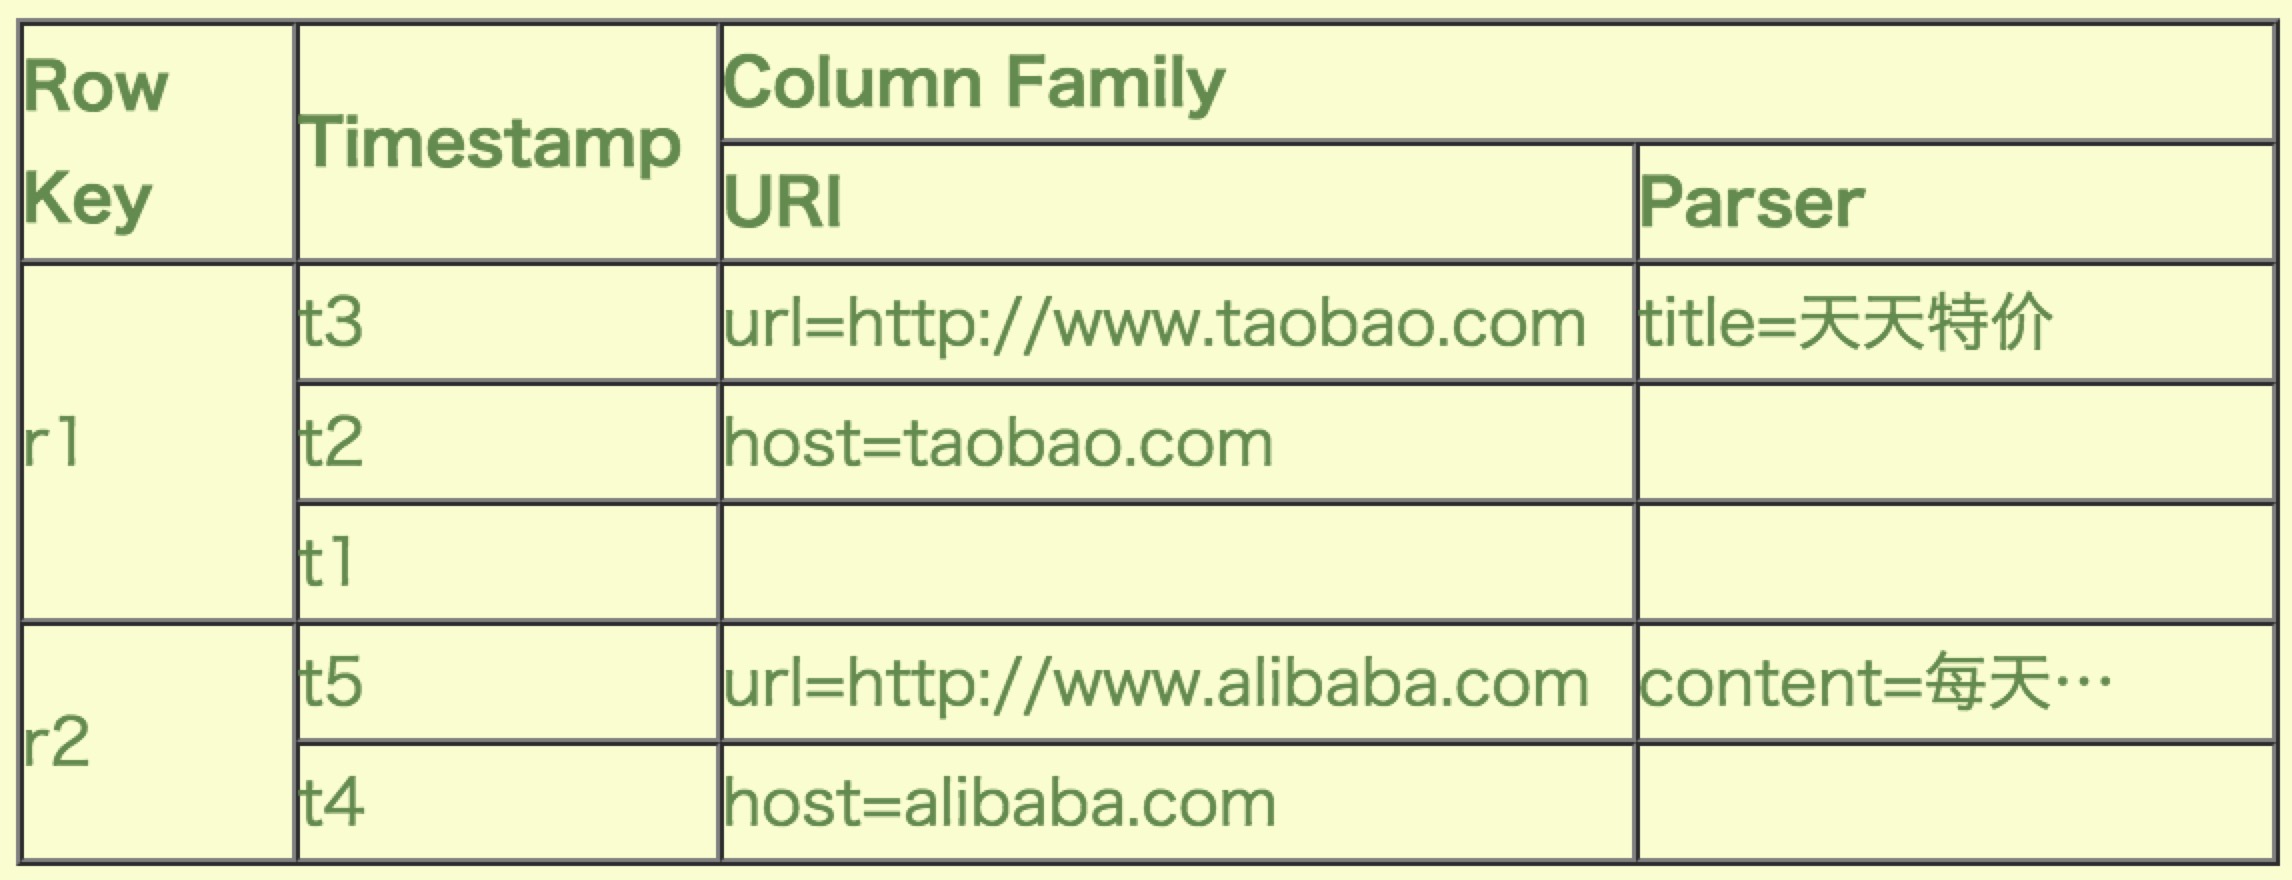 Row
Key
Timestamp
Column Family
URI
Parser
r1
t3
url=http://www.taobao.com
title=天天特价
t2
host=taobao.com
t1
r2
t5
url=http://www.alibaba.com
content=每天…
t4
host=alibaba.com